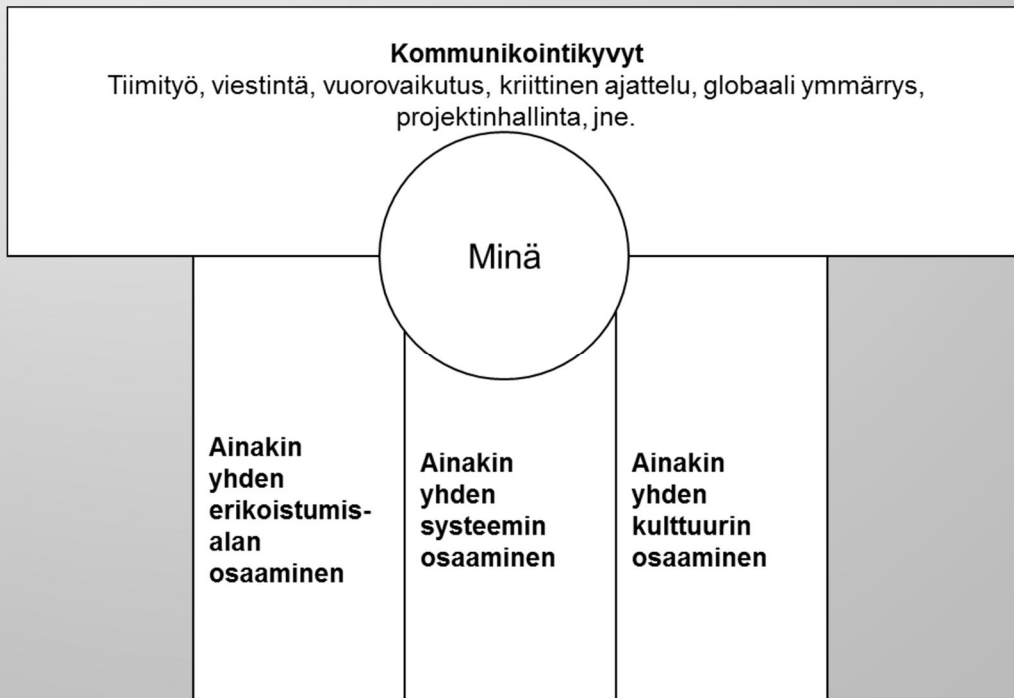 Kommunikointikyvyt
Tiimityö, viestintä, vuorovaikutus, kriittinen ajattelu, globaali ymmärrys,
projektinhallinta, jne.
Minä
Ainakin
yhden
erikoistumis-
alan
osaaminen
Ainakin
yhden
systeemin
osaaminen
Ainakin
yhden
kulttuurin
osaaminen